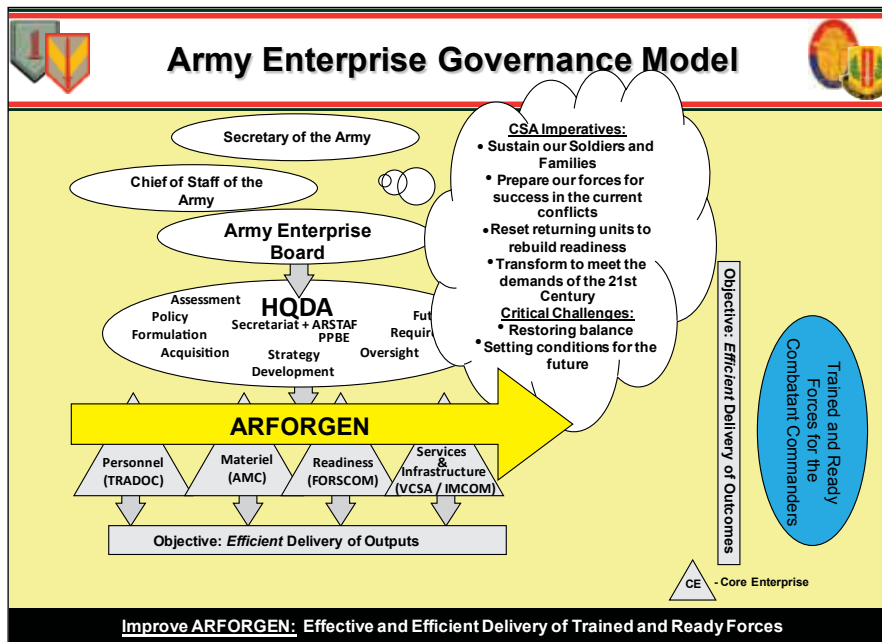 Army Enterprise Governance Model
Secretary of the Army
Chief of Staff of the
Army
Army Enterprise
Board
HQDA
Secretariat + ARSTAF
PPBE
Assessment
Policy
Formulation
Acquisition
Strategy
Development
Oversight
CSA Imperatives:
• Sustain our Soldiers and
Families
• Prepare our forces for
success in the current
conflicts
• Reset returning units to
rebuild readiness
• Transform to meet the
demands of the 21st
Century
Critical Challenges:
• Restoring balance
• Setting conditions for the
future
ARFORGEN
Personnel
(TRADOC)
Materiel
(AMC)
Readiness
(FORSCOM)
Services
&
Infrastructure
(VCSA / IMCOM)
Objective: Efficient Delivery of Outputs
Objective: Efficient Delivery of Outcomes
Trained and Ready
Forces for the
Combatant Commanders
CE
- Core Enterprise
Improve ARFORGEN: Effective and Efficient Delivery of Trained and Ready Forces